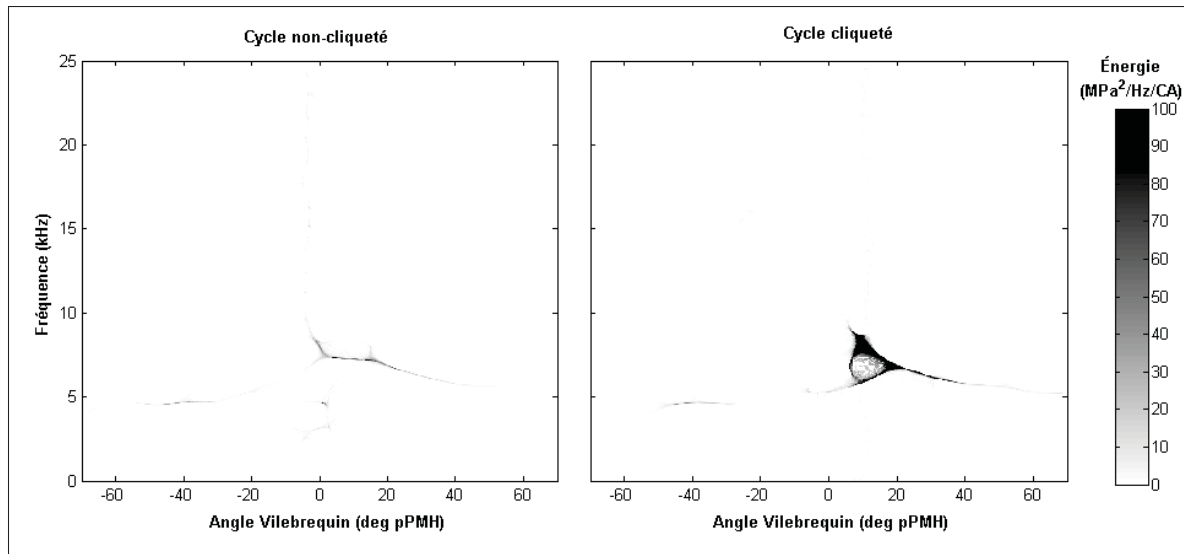 Cycle non-cliqueté
Cycle cliqueté
Énergie
(MPa²/Hz/CA)
25
20
15
10
5
0
Fréquence (kHz)
-60 -40 -20 0 20 40 60
Angle Vilebrequin (deg pPMH)
-60 -40 -20 0 20 40 60
Angle Vilebrequin (deg pPMH)
100
90
80
70
60
50
40
30
20
10
0